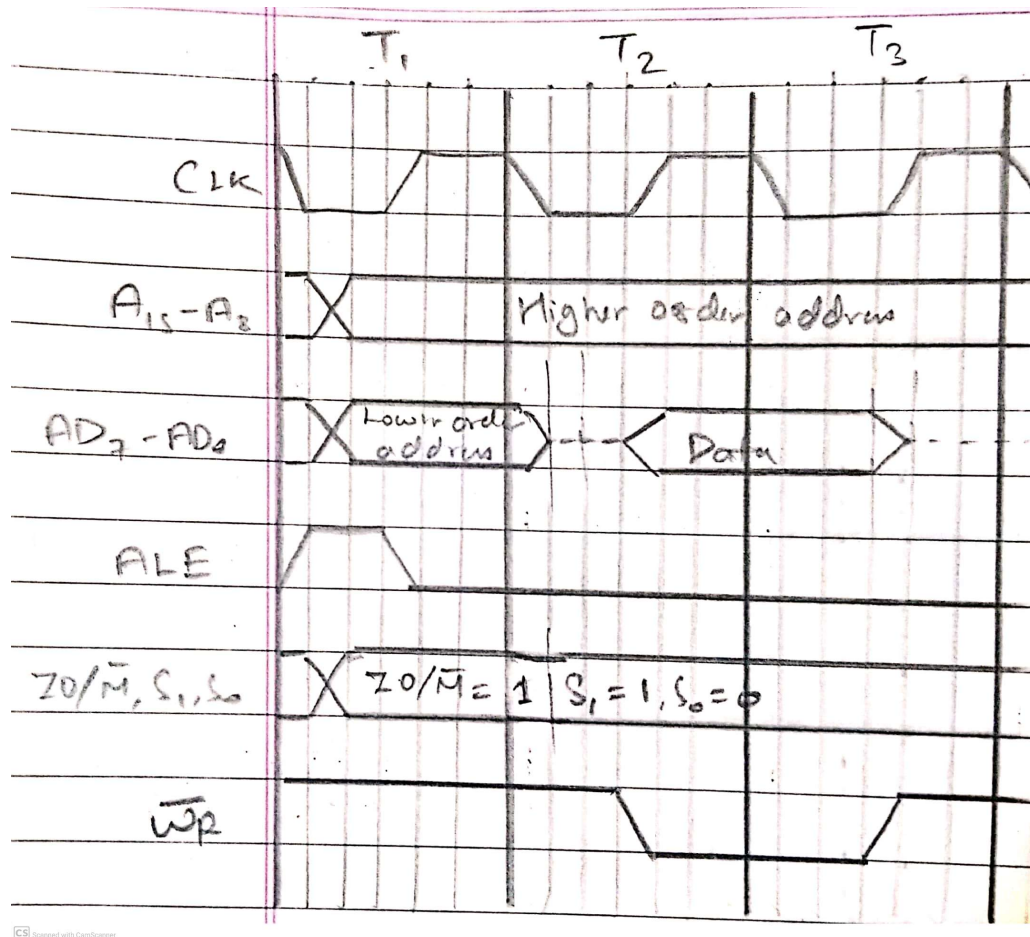 T₁ T₂ T₃
CLK
A₁₅-A₈ Higher order address
AD₇-AD₀ Lower order address Data
ALE
IO/M̅, S₁, S₀ IO/M̅ = 1 S₁ = 1, S₀ = 0
W̅R̅
CS Scanned with CamScanner